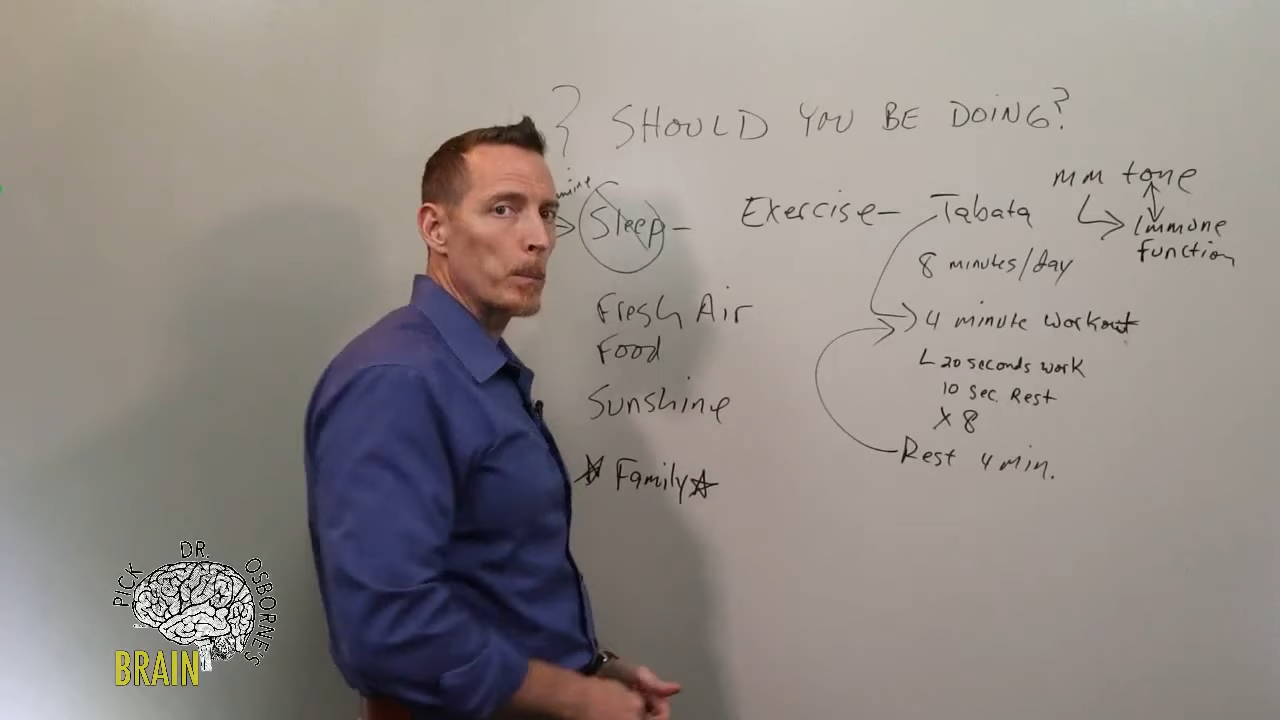 ? SHOULD YOU BE DOING?
mm tone
Immune
function
Sleep -
Exercise - Tabata
8 minutes/day
Fresh Air
4 minute workout
Food
20 seconds work
10 sec. Rest
Sunshine
X 8
Rest 4 min.
Family
PICK DR. OSBORNE'S
BRAIN